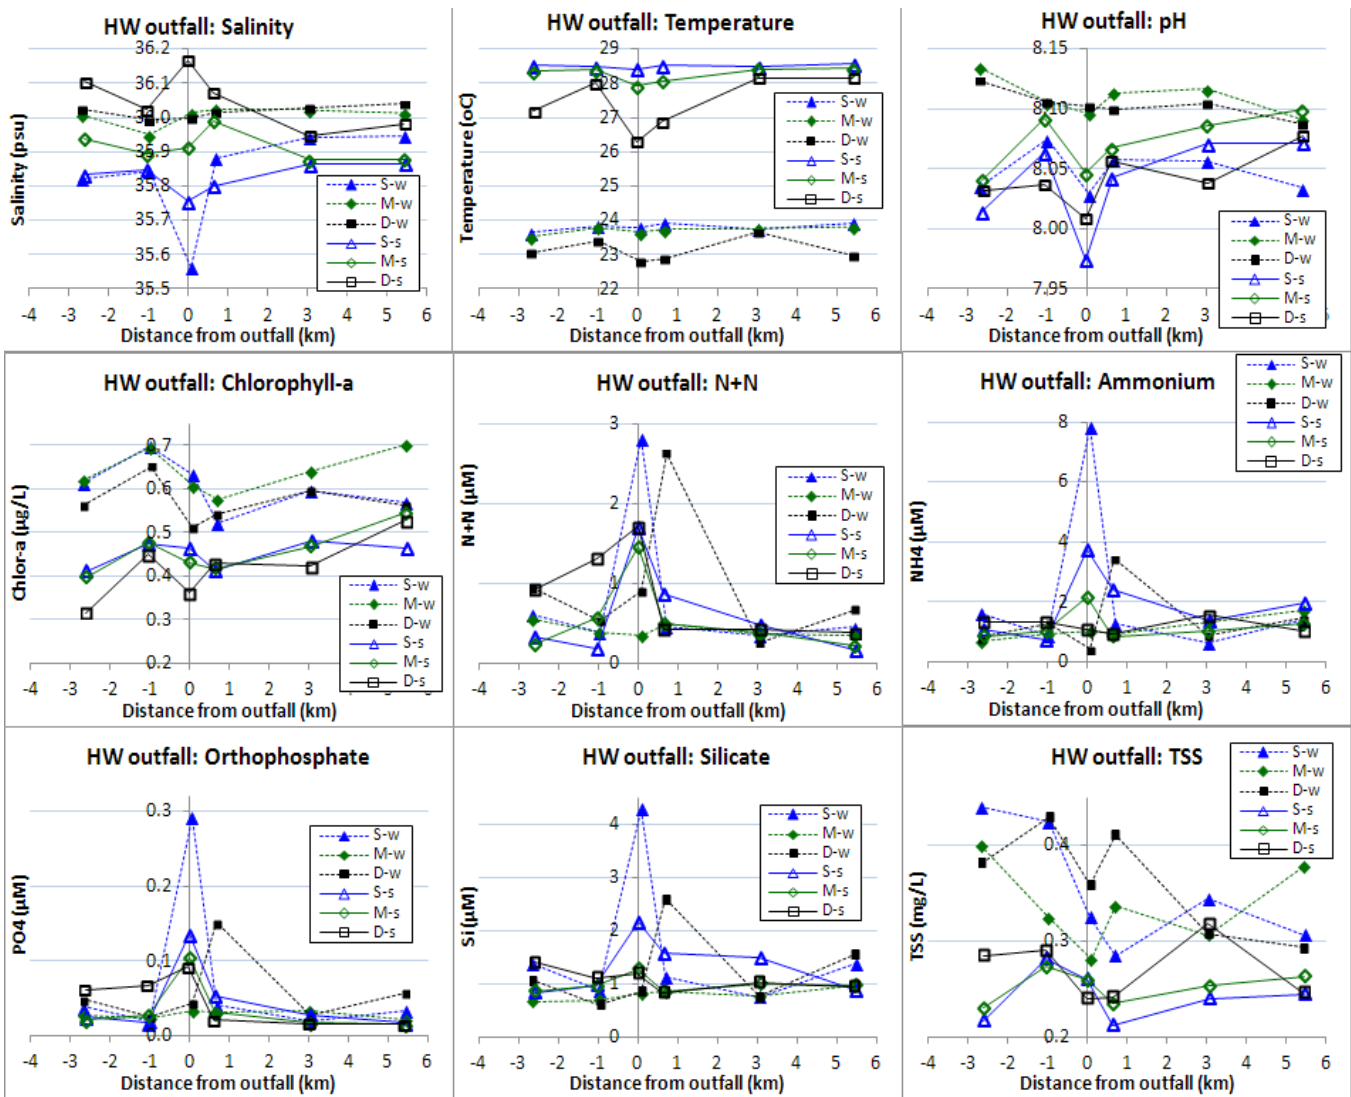 HW outfall: Salinity
36.2
36.1
36.0
35.9
35.8
35.7
35.6
35.5
Salinity (psu)
S-w
M-w
D-w
S-s
M-s
D-s
-4 -3 -2 -1 0 1 2 3 4 5 6
Distance from outfall (km)
HW outfall: Temperature
29
28
27
26
25
24
23
22
Temperature (oC)
S-w
M-w
D-w
S-s
M-s
D-s
-4 -3 -2 -1 0 1 2 3 4 5 6
Distance from outfall (km)
HW outfall: pH
8.15
8.10
8.05
8.00
7.95
S-w
M-w
D-w
S-s
M-s
D-s
-4 -3 -2 -1 0 1 2 3
Distance from outfall (km)
HW outfall: Chlorophyll-a
0.7
0.6
0.5
0.4
0.3
0.2
Chlor-a (µg/L)
S-w
M-w
D-w
S-s
M-s
D-s
-4 -3 -2 -1 0 1 2 3 4 5 6
Distance from outfall (km)
HW outfall: N+N
3
2
1
0
N+N (µM)
S-w
M-w
D-w
S-s
M-s
D-s
-4 -3 -2 -1 0 1 2 3 4 5 6
Distance from outfall (km)
HW outfall: Ammonium
8
6
4
2
0
NH4 (µM)
S-w
M-w
D-w
S-s
M-s
D-s
-4 -3 -2 -1 0 1 2 3 4 5 6
Distance from outfall (km)
HW outfall: Orthophosphate
0.3
0.2
0.1
0.0
PO4 (µM)
S-w
M-w
D-w
S-s
M-s
D-s
-4 -3 -2 -1 0 1 2 3 4 5 6
Distance from outfall (km)
HW outfall: Silicate
4
3
2
1
0
Si (µM)
S-w
M-w
D-w
S-s
M-s
D-s
-4 -3 -2 -1 0 1 2 3 4 5 6
Distance from outfall (km)
HW outfall: TSS
0.4
0.3
0.2
TSS (mg/L)
S-w
M-w
D-w
S-s
M-s
D-s
-4 -3 -2 -1 0 1 2 3 4 5 6
Distance from outfall (km)